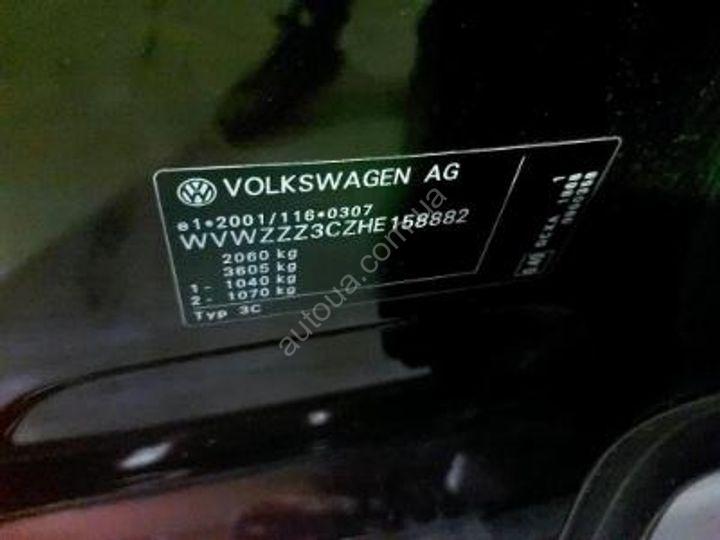 VOLKSWAGEN AG
e1*2001/116*0307
WVWZZZ3CZHE158882
2060 kg
3605 kg
1 - 1040 kg
2 - 1070 kg
Typ 3C
autoua.com.ua